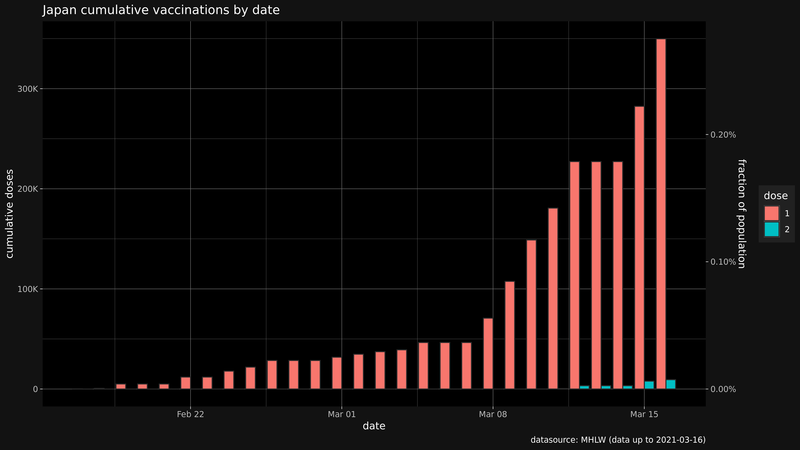 Japan cumulative vaccinations by date
cumulative doses
300K
200K
100K
0
0.20%
0.10%
0.00%
fraction of population
dose
1
2
Feb 22
Mar 01
Mar 08
Mar 15
date
datasource: MHLW (data up to 2021-03-16)